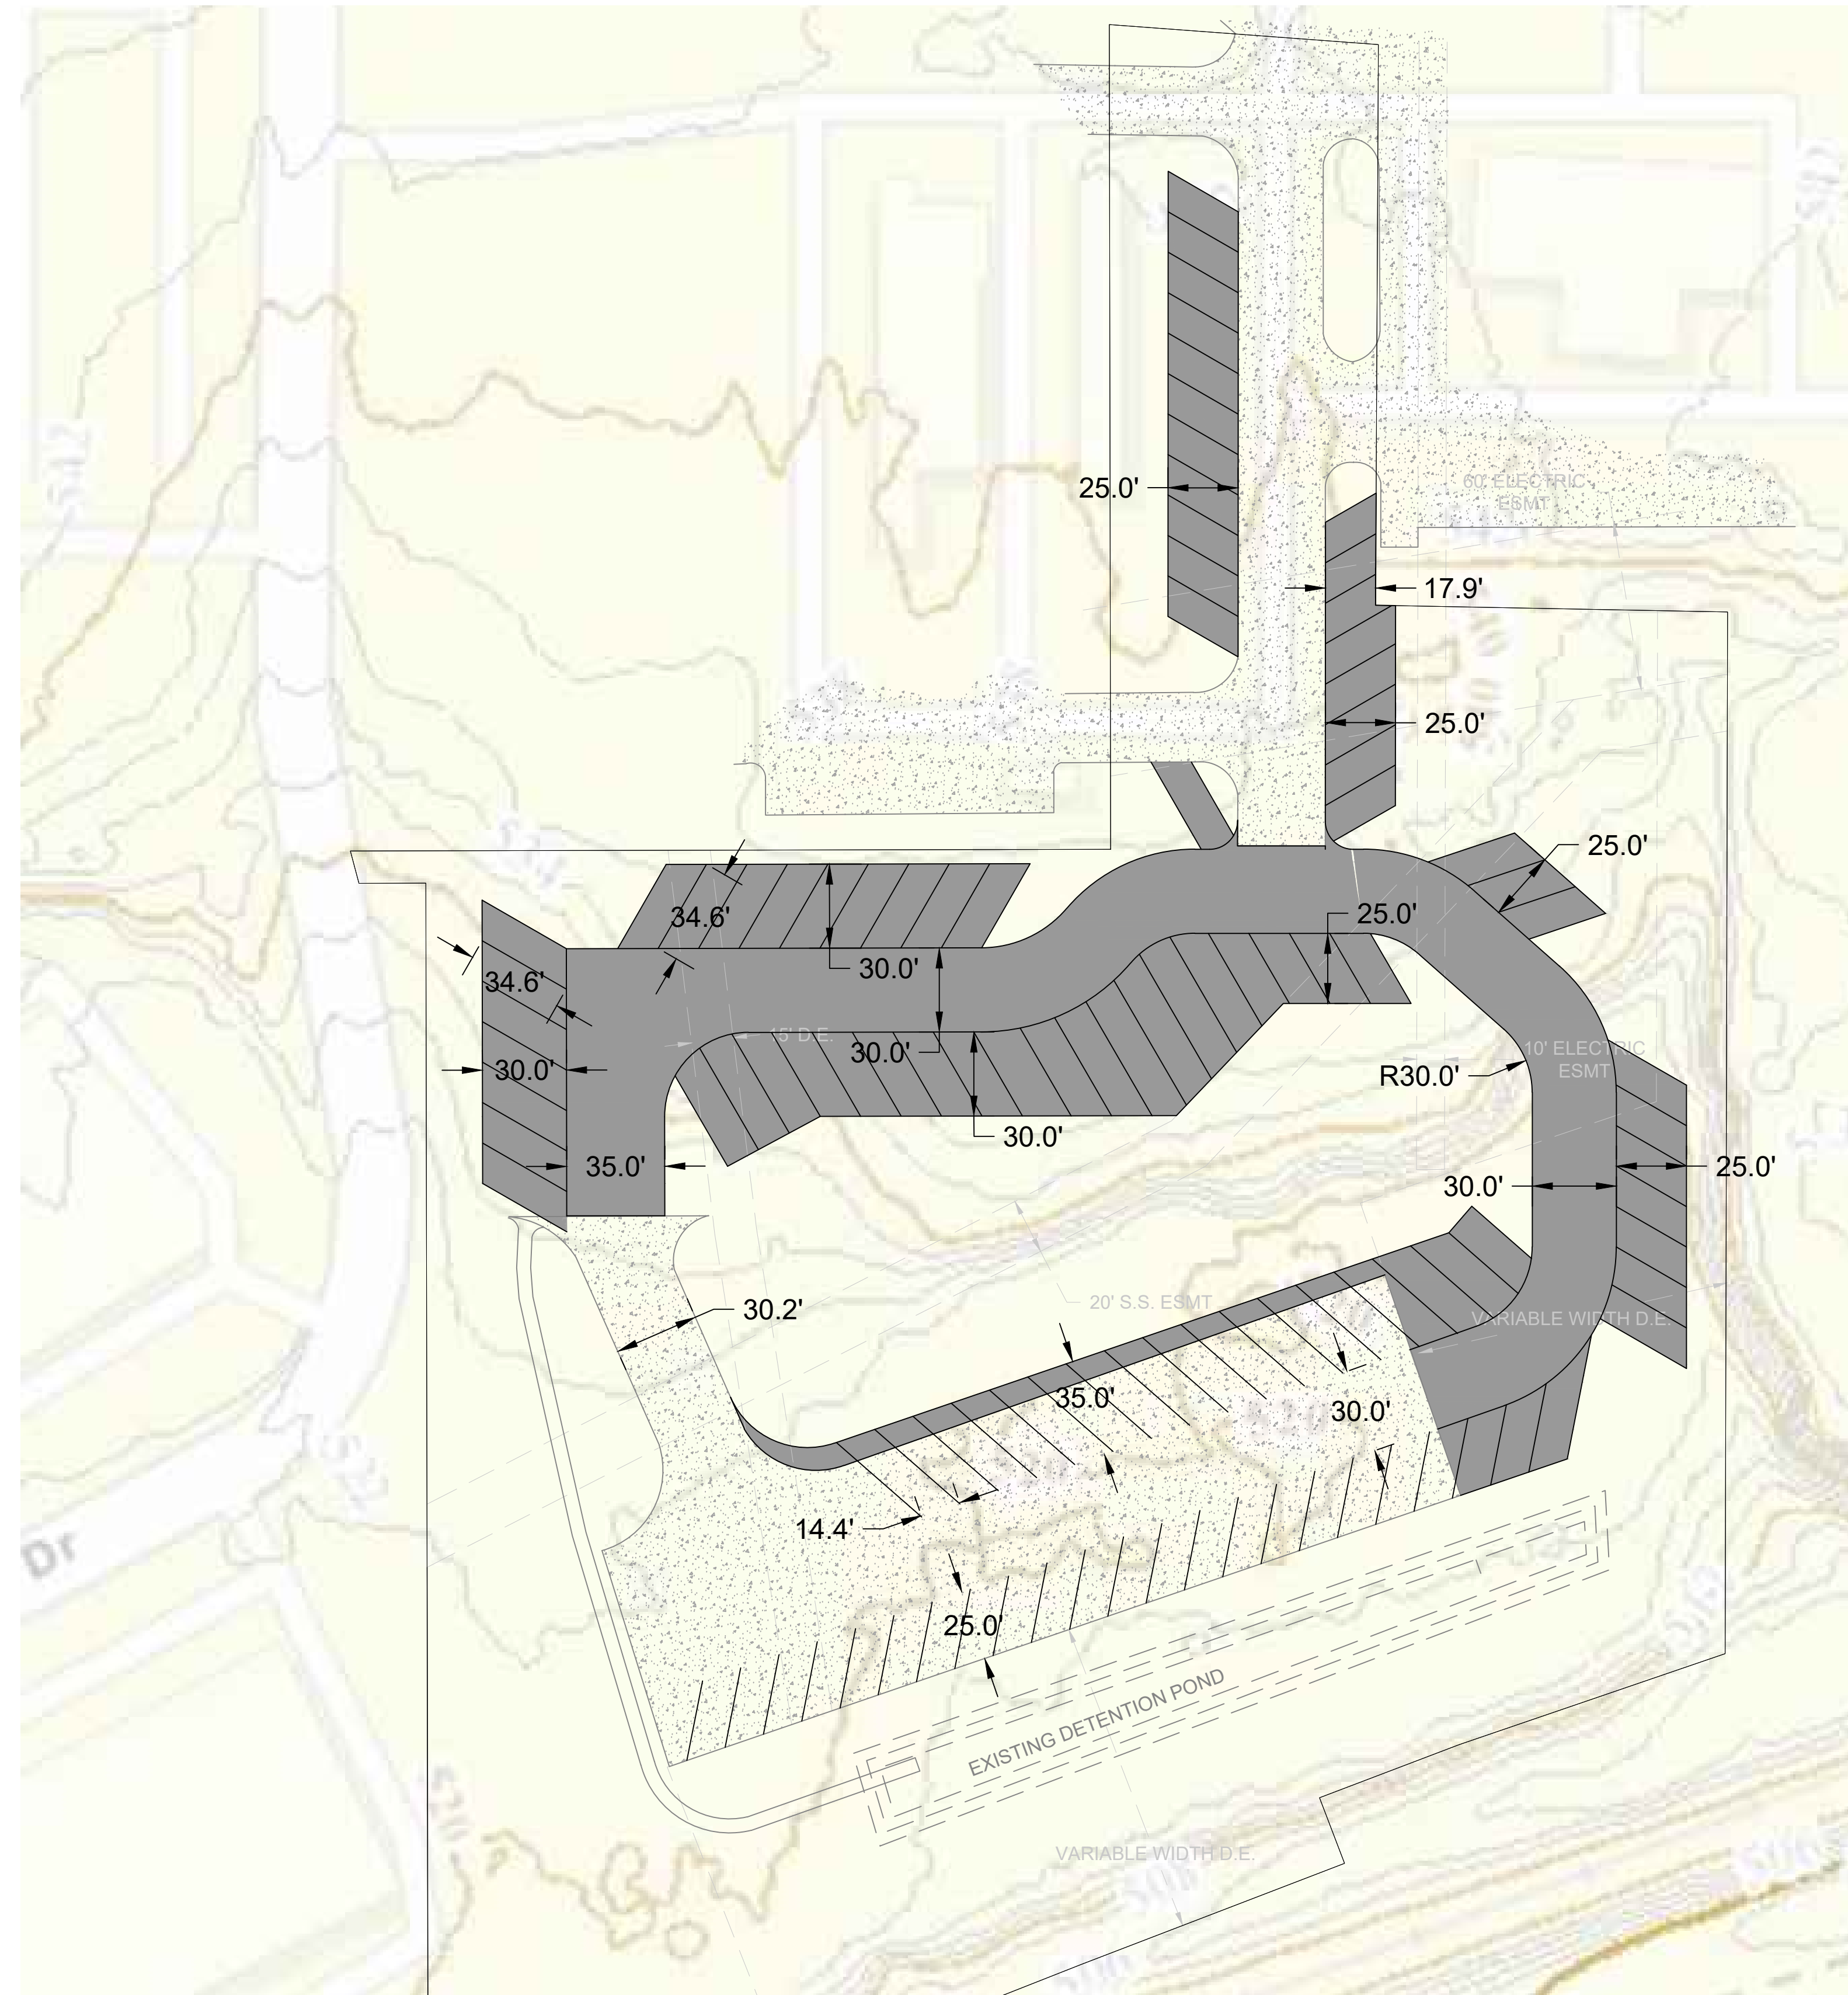 60' ELECTRIC
ESMT
25.0'
17.9'
25.0'
25.0'
34.6'
25.0'
30.0'
34.6'
15' D.E.
30.0'
10' ELECTRIC
ESMT
30.0'
R30.0'
30.0'
35.0'
25.0'
30.0'
20' S.S. ESMT
30.2'
VARIABLE WIDTH D.E.
35.0'
30.0'
14.4'
Dr
25.0'
EXISTING DETENTION POND
VARIABLE WIDTH D.E.
512
520